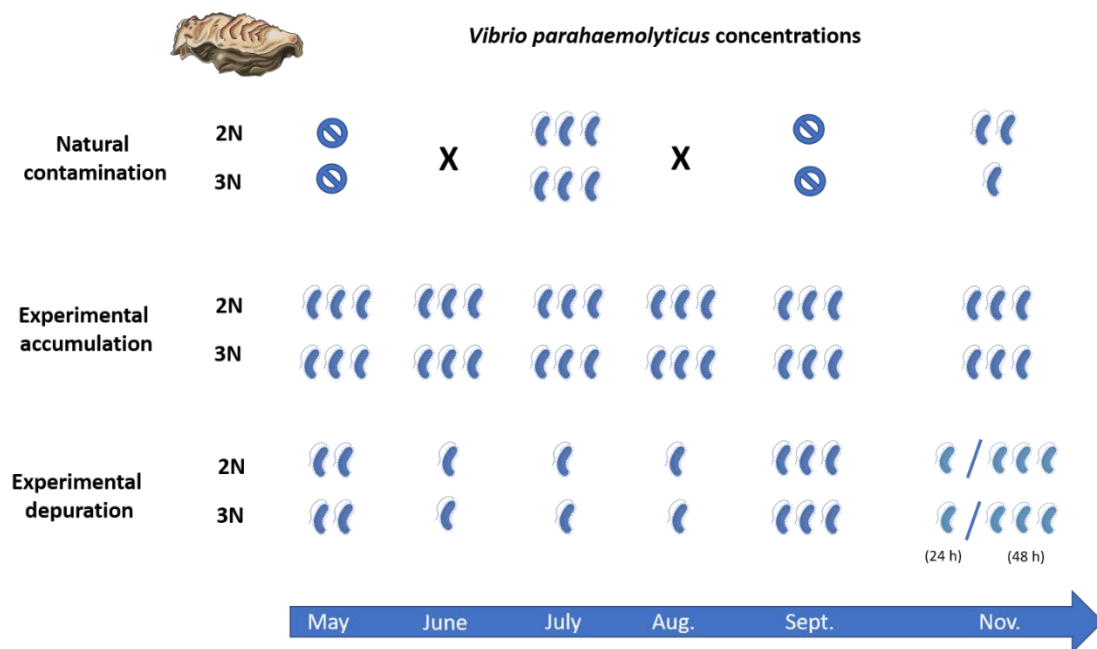 Vibrio parahaemolyticus concentrations
Natural
contamination
2N
3N
X
X
Experimental
accumulation
2N
3N
Experimental
depuration
2N
3N
(24 h)
(48 h)
May
June
July
Aug.
Sept.
Nov.